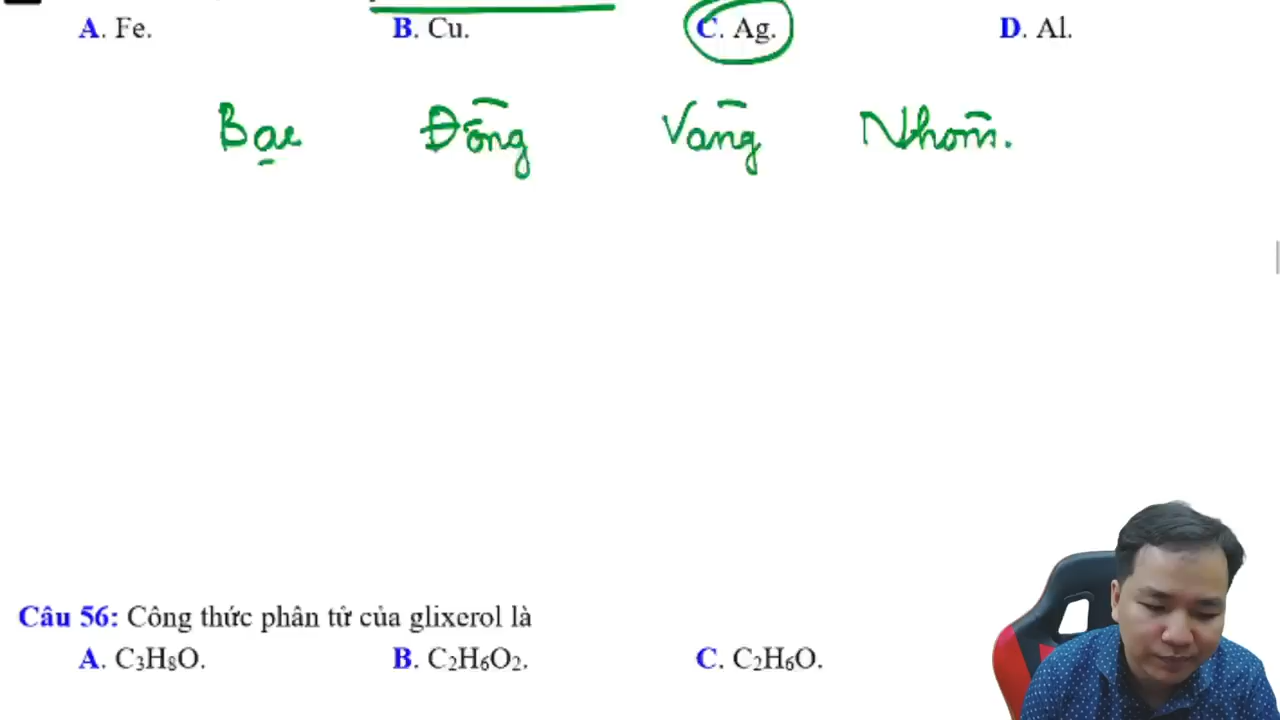 A. Fe. B. Cu. C. Ag. D. Al.
Bạc Đồng Vàng Nhôm.
Câu 56: Công thức phân tử của glixerol là
A. C₃H₈O. B. C₂H₆O₂. C. C₂H₆O.